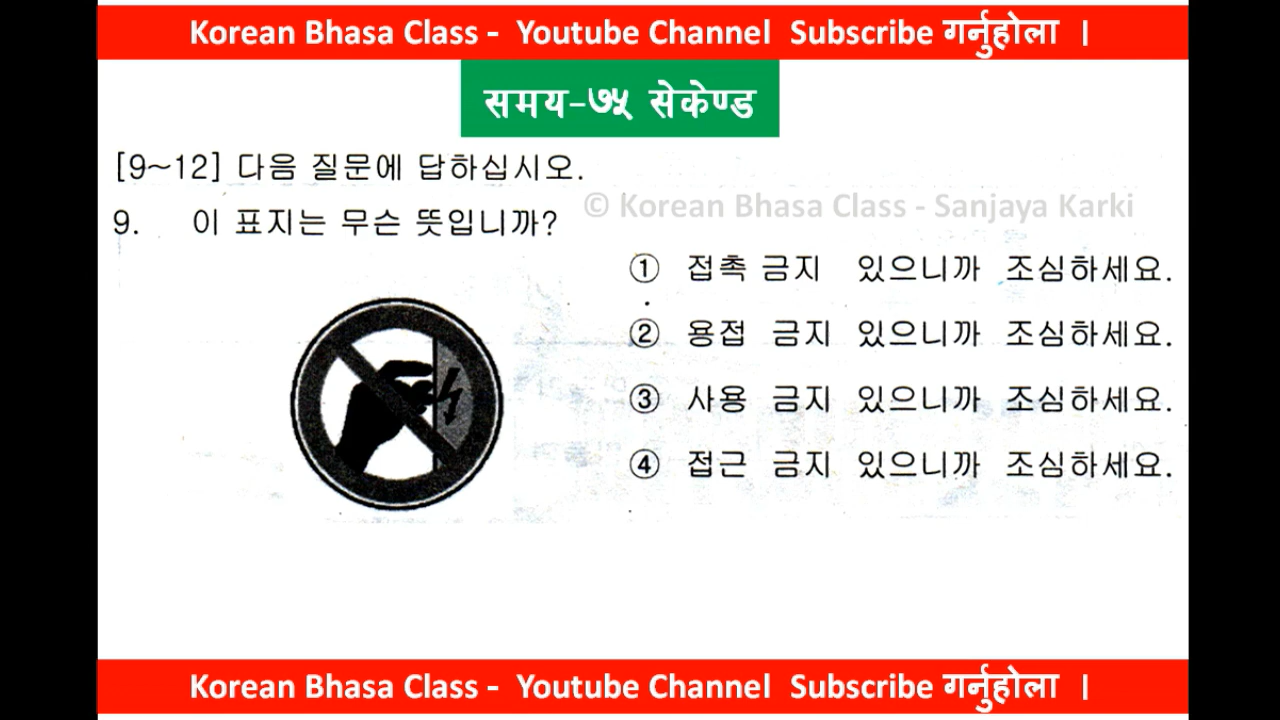 Korean Bhasa Class - Youtube Channel Subscribe गर्नुहोला ।
समय-७५ सेकेण्ड
[9~12] 다음 질문에 답하십시오.
© Korean Bhasa Class - Sanjaya Karki
9. 이 표지는 무슨 뜻입니까?
① 접촉 금지 있으니까 조심하세요.
② 용접 금지 있으니까 조심하세요.
③ 사용 금지 있으니까 조심하세요.
④ 접근 금지 있으니까 조심하세요.
Korean Bhasa Class - Youtube Channel Subscribe गर्नुहोला ।